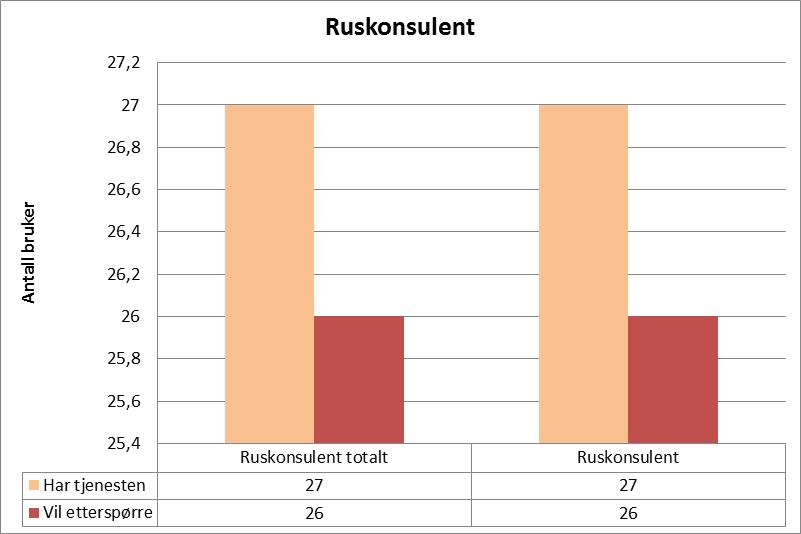 Ruskonsulent
Antall bruker
27,2
27
26,8
26,6
26,4
26,2
26
25,8
25,6
25,4
Ruskonsulent totalt Ruskonsulent
Har tjenesten 27 27
Vil etterspørre 26 26